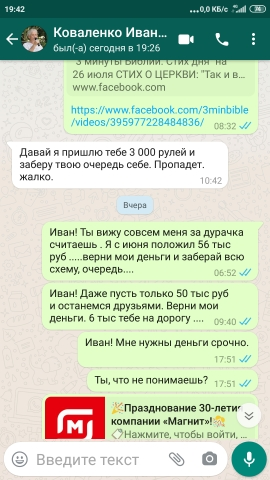 19:42
...0,0 КБ/с
36
Коваленко Иван...
был(-а) сегодня в 19:26
3 минуты Библии. Стих дня" на
26 июля СТИХ О ЦЕРКВИ: "Так и в...
www.facebook.com
https://www.facebook.com/3minbible
/videos/395977228484836/
08:32
Давай я пришлю тебе 3 000 рулей и
заберу твою очередь себе. Пропадет.
жалко.
10:42
Вчера
Иван! Ты вижу совсем меня за дурачка
считаешь . Я с июня положил 56 тыс
руб .....верни мои деньги и заберай всю
схему, очередь....
06:52
Иван! Даже пусть только 50 тыс руб
и останемся друзьями. Верни мои
деньги. 6 тыс тебе на дорогу ....
09:40
Иван! Мне нужны деньги срочно.
17:51
Ты, что не понимаешь?
17:51
Празднование 30-лети...
компании «Магнит»!
Нажмите, чтобы войти, ...
Введите текст